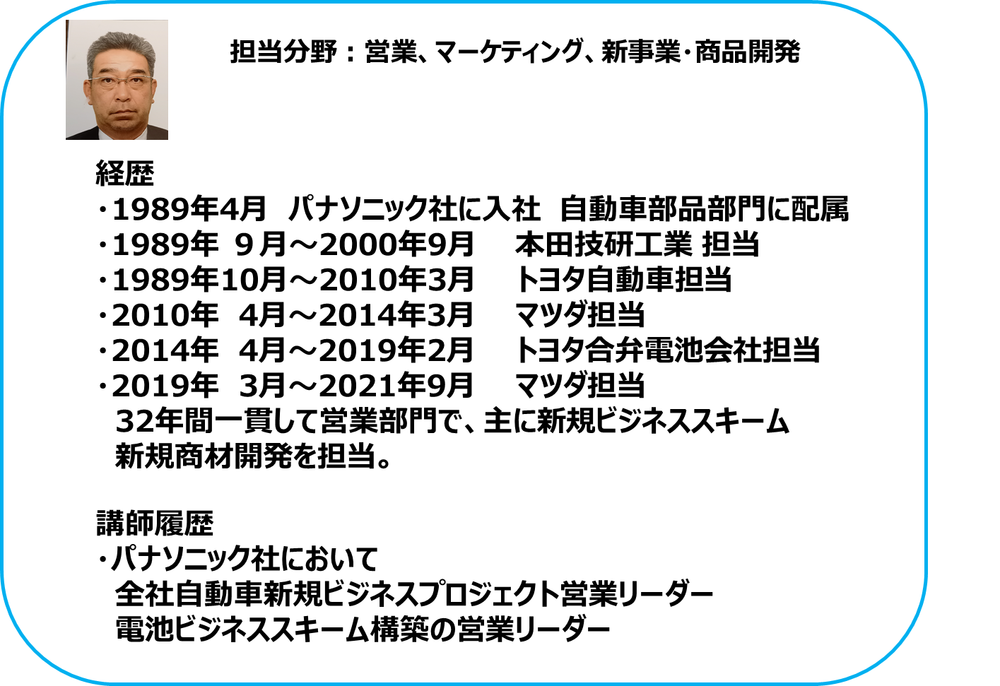 担当分野：営業、マーケティング、新事業・商品開発
経歴
・1989年4月　パナソニック社に入社　自動車部品部門に配属
・1989年 ９月～2000年9月　 本田技研工業 担当
・1989年10月～2010年3月　 トヨタ自動車担当
・2010年　4月～2014年3月　 マツダ担当
・2014年　4月～2019年2月　 トヨタ合弁電池会社担当
・2019年　3月～2021年9月　 マツダ担当
32年間一貫して営業部門で、主に新規ビジネススキーム
新規商材開発を担当。
講師履歴
・パナソニック社において
全社自動車新規ビジネスプロジェクト営業リーダー
電池ビジネススキーム構築の営業リーダー